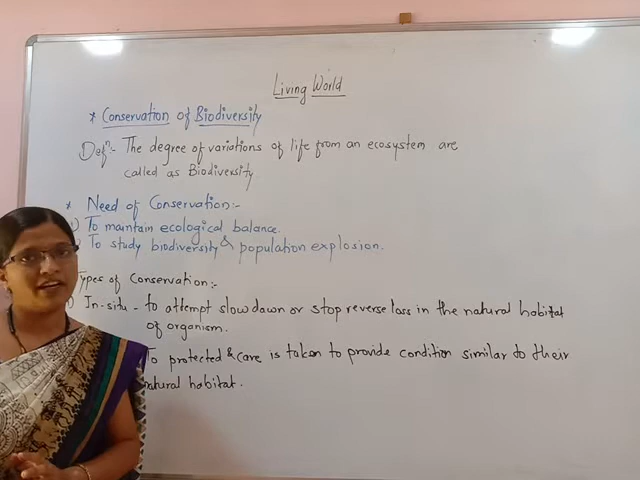 Living World
* Conservation of Biodiversity
Defⁿ:- The degree of variations of life from an ecosystem are
called as Biodiversity
* Need of Conservation:-
) To maintain ecological balance.
) To study biodiversity & population explosion.
Types of Conservation:-
) In-situ - to attempt slow down or stop reverse loss in the natural habitat
of organism.
To protected & care is taken to provide condition similar to their
natural habitat.